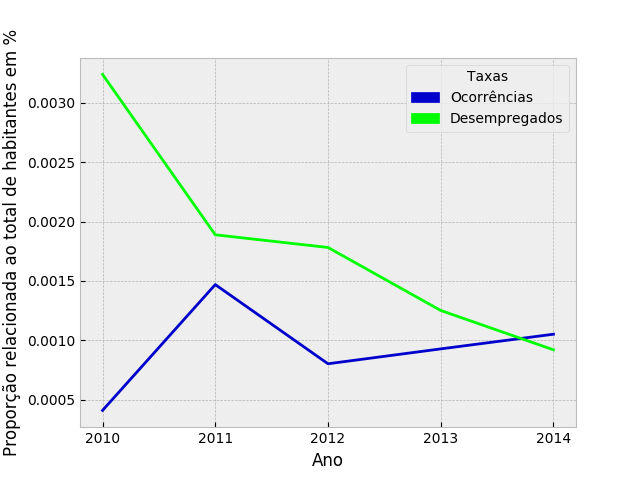 Proporção relacionada ao total de habitantes em %
0.0030
0.0025
0.0020
0.0015
0.0010
0.0005
Taxas
Ocorrências
Desempregados
2010 2011 2012 2013 2014
Ano